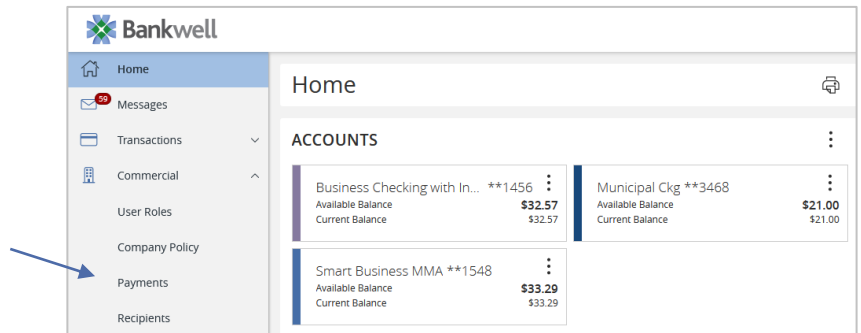 Bankwell
Home
59
Messages
Transactions
Commercial
User Roles
Company Policy
Payments
Recipients
Home
ACCOUNTS
Business Checking with In... **1456
Available Balance $32.57
Current Balance $32.57
Municipal Ckg **3468
Available Balance $21.00
Current Balance $21.00
Smart Business MMA **1548
Available Balance $33.29
Current Balance $33.29